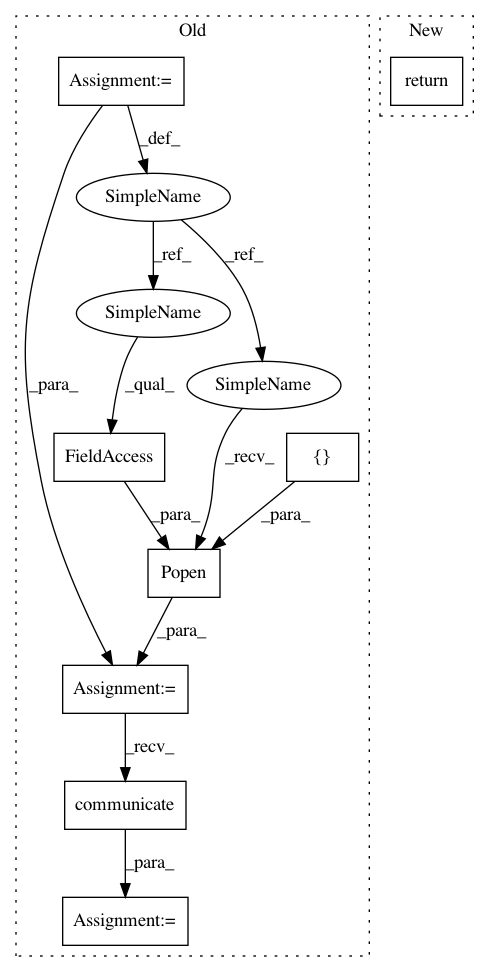 Old
New
Assignment:=
return
_def_
SimpleName
_ref_
_ref_
SimpleName
_para_
_qual_
SimpleName
FieldAccess
_recv_
{}
_para_
_para_
Popen
_para_
Assignment:=
_recv_
communicate
_para_
Assignment:=